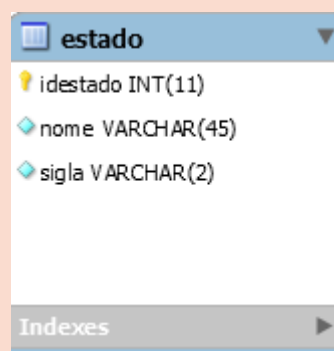 estado
idestado INT(11)
nome VARCHAR(45)
sigla VARCHAR(2)
Indexes